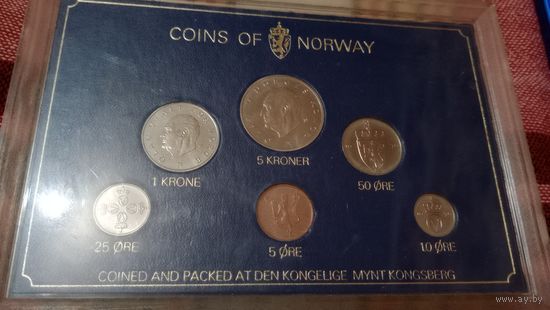 COINS OF NORWAY
5 KRONER
1 KRONE
50 ØRE
25 ØRE
5 ØRE
10 ØRE
COINED AND PACKED AT DEN KONGELIGE MYNT KONGSBERG
www.ay.by